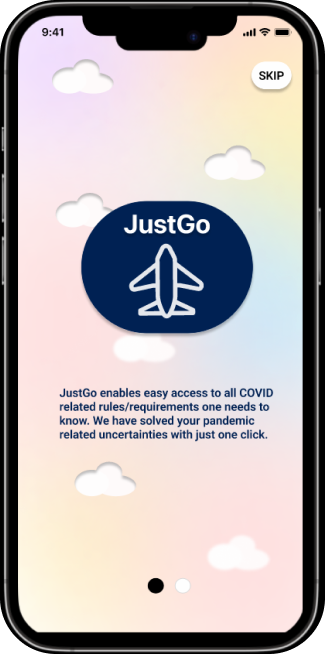 9:41
SKIP
JustGo
JustGo enables easy access to all COVID
related rules/requirements one needs to
know. We have solved your pandemic
related uncertainties with just one click.